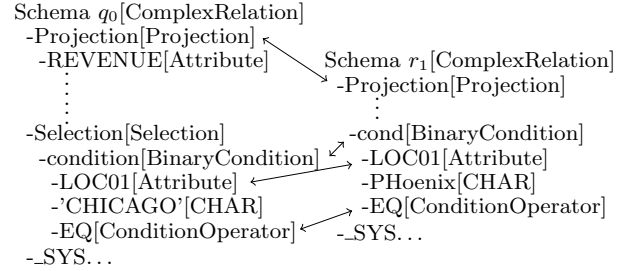 Schema q0[ComplexRelation]
-Projection[Projection]
-REVENUE[Attribute]
-Selection[Selection]
-condition[BinaryCondition]
-LOC01[Attribute]
-'CHICAGO'[CHAR]
-EQ[ConditionOperator]
-_SYS...
Schema r1[ComplexRelation]
-Projection[Projection]
-cond[BinaryCondition]
-LOC01[Attribute]
-PHoenix[CHAR]
-EQ[ConditionOperator]
-_SYS...